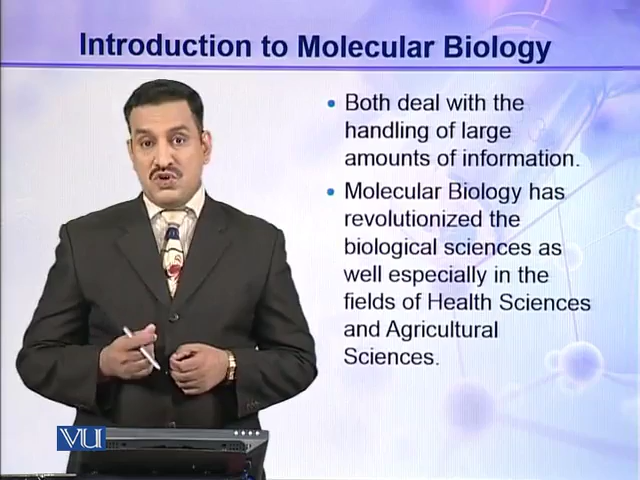 Introduction to Molecular Biology
• Both deal with the
handling of large
amounts of information.
• Molecular Biology has
revolutionized the
biological sciences as
well especially in the
fields of Health Sciences
and Agricultural
Sciences.
VU